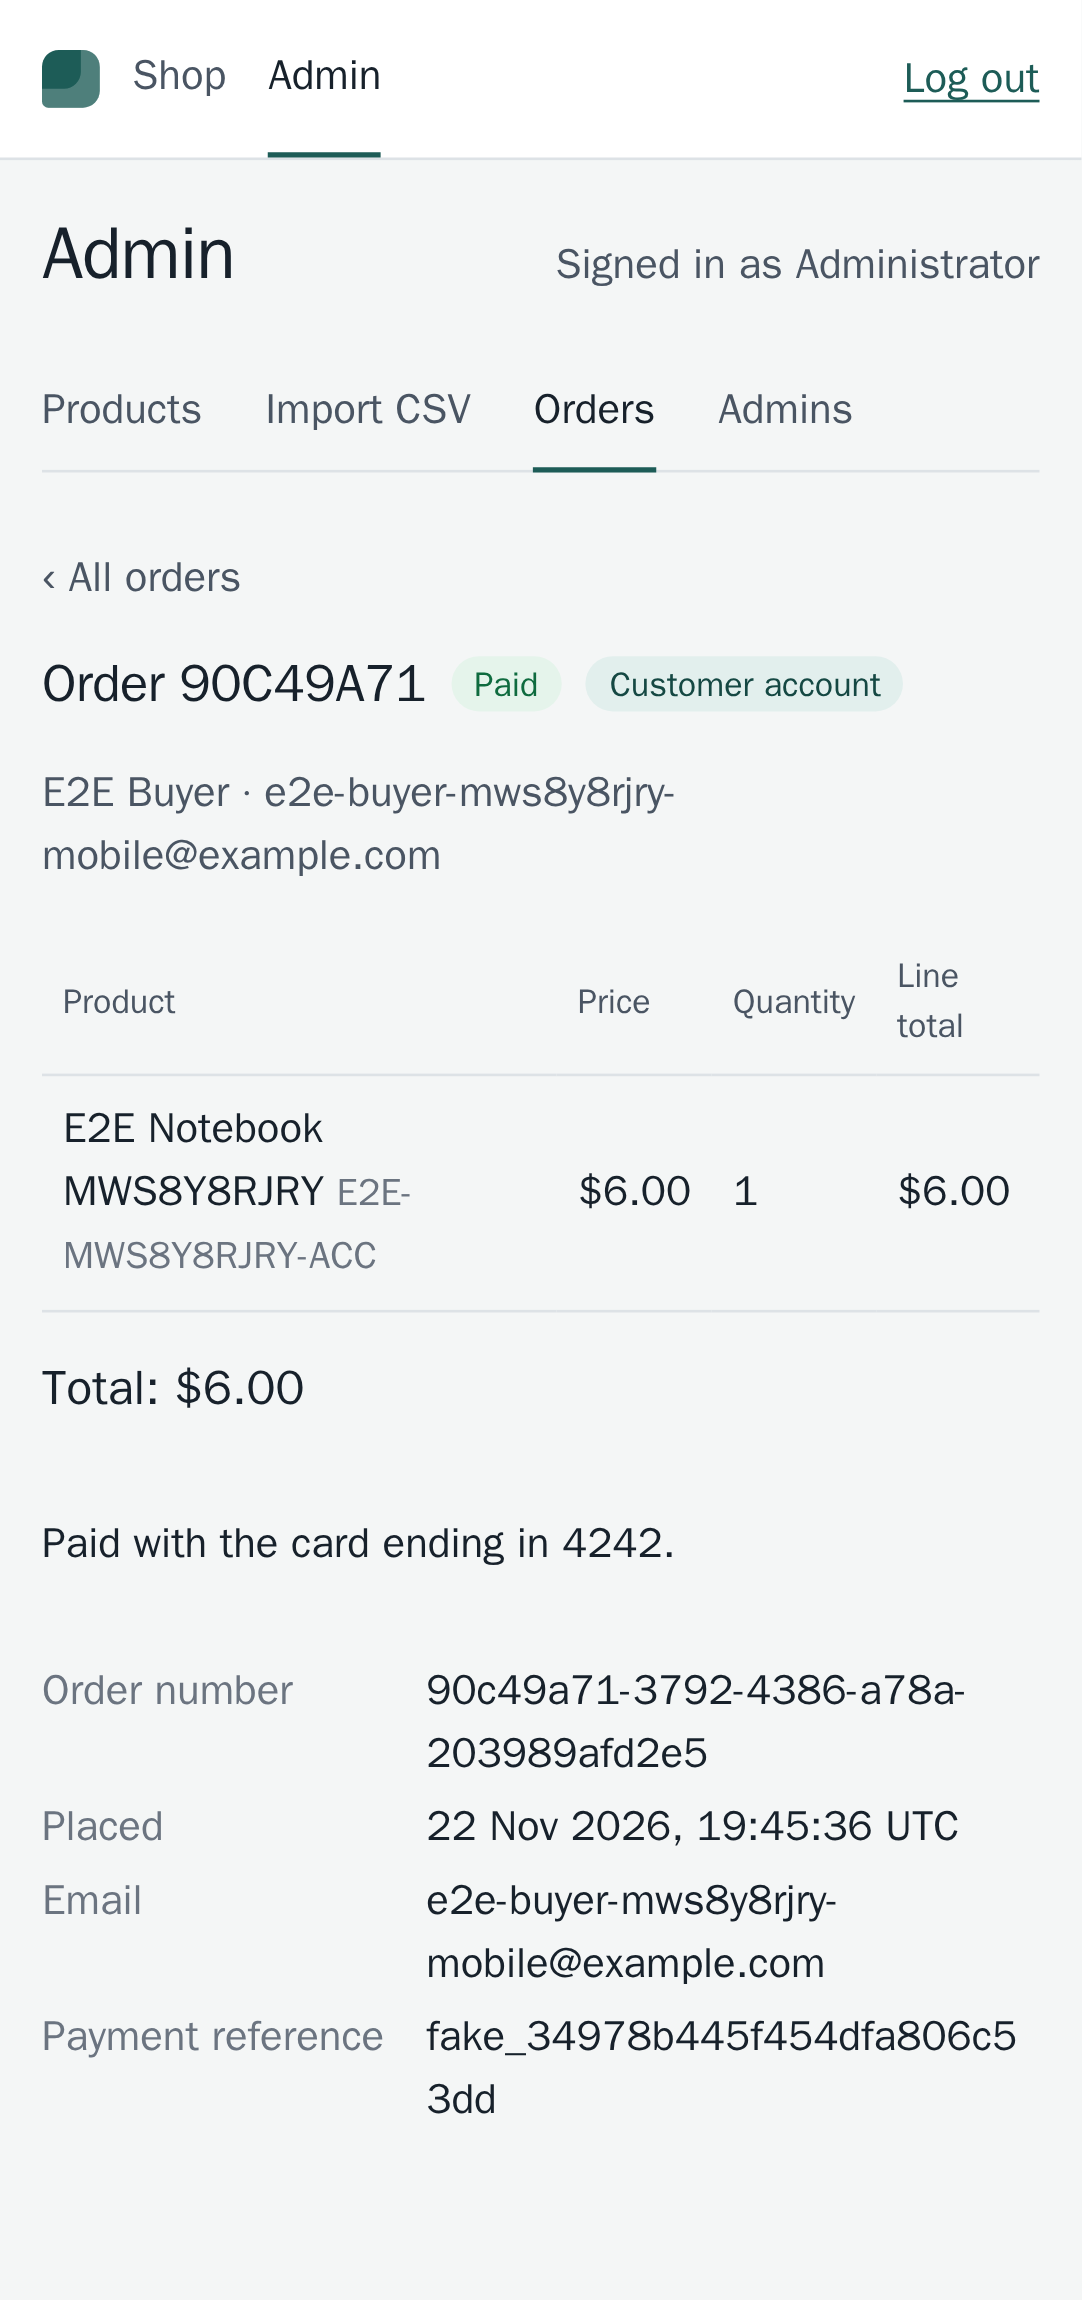 Shop Admin Log out
Admin Signed in as Administrator
Products Import CSV Orders Admins
‹ All orders
Order 90C49A71 Paid Customer account
E2E Buyer · e2e-buyer-mws8y8rjry-
mobile@example.com
Product Price Quantity Line
total
E2E Notebook
MWS8Y8RJRY E2E- $6.00 1 $6.00
MWS8Y8RJRY-ACC
Total: $6.00
Paid with the card ending in 4242.
Order number 90c49a71-3792-4386-a78a-
203989afd2e5
Placed 22 Nov 2026, 19:45:36 UTC
Email e2e-buyer-mws8y8rjry-
mobile@example.com
Payment reference fake_34978b445f454dfa806c5
3dd